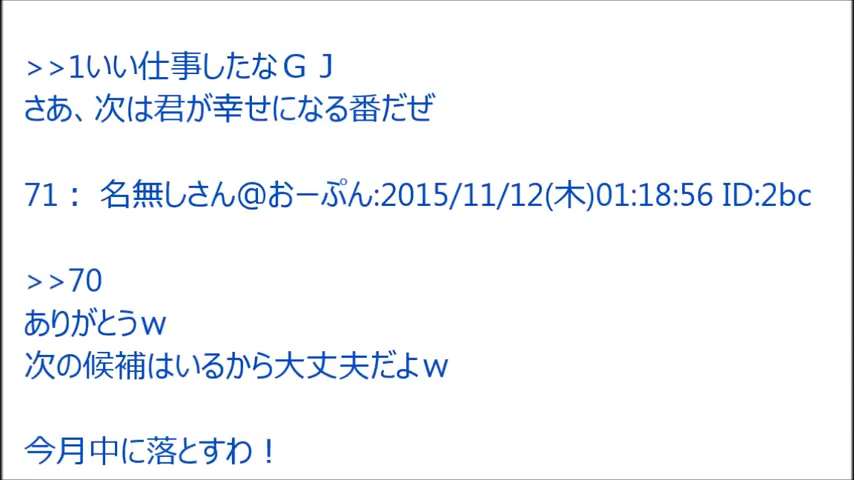 >>1いい仕事したなＧＪ
さあ、次は君が幸せになる番だぜ
71： 名無しさん@おーぷん:2015/11/12(木)01:18:56 ID:2bc
>>70
ありがとうｗ
次の候補はいるから大丈夫だよｗ
今月中に落とすわ！